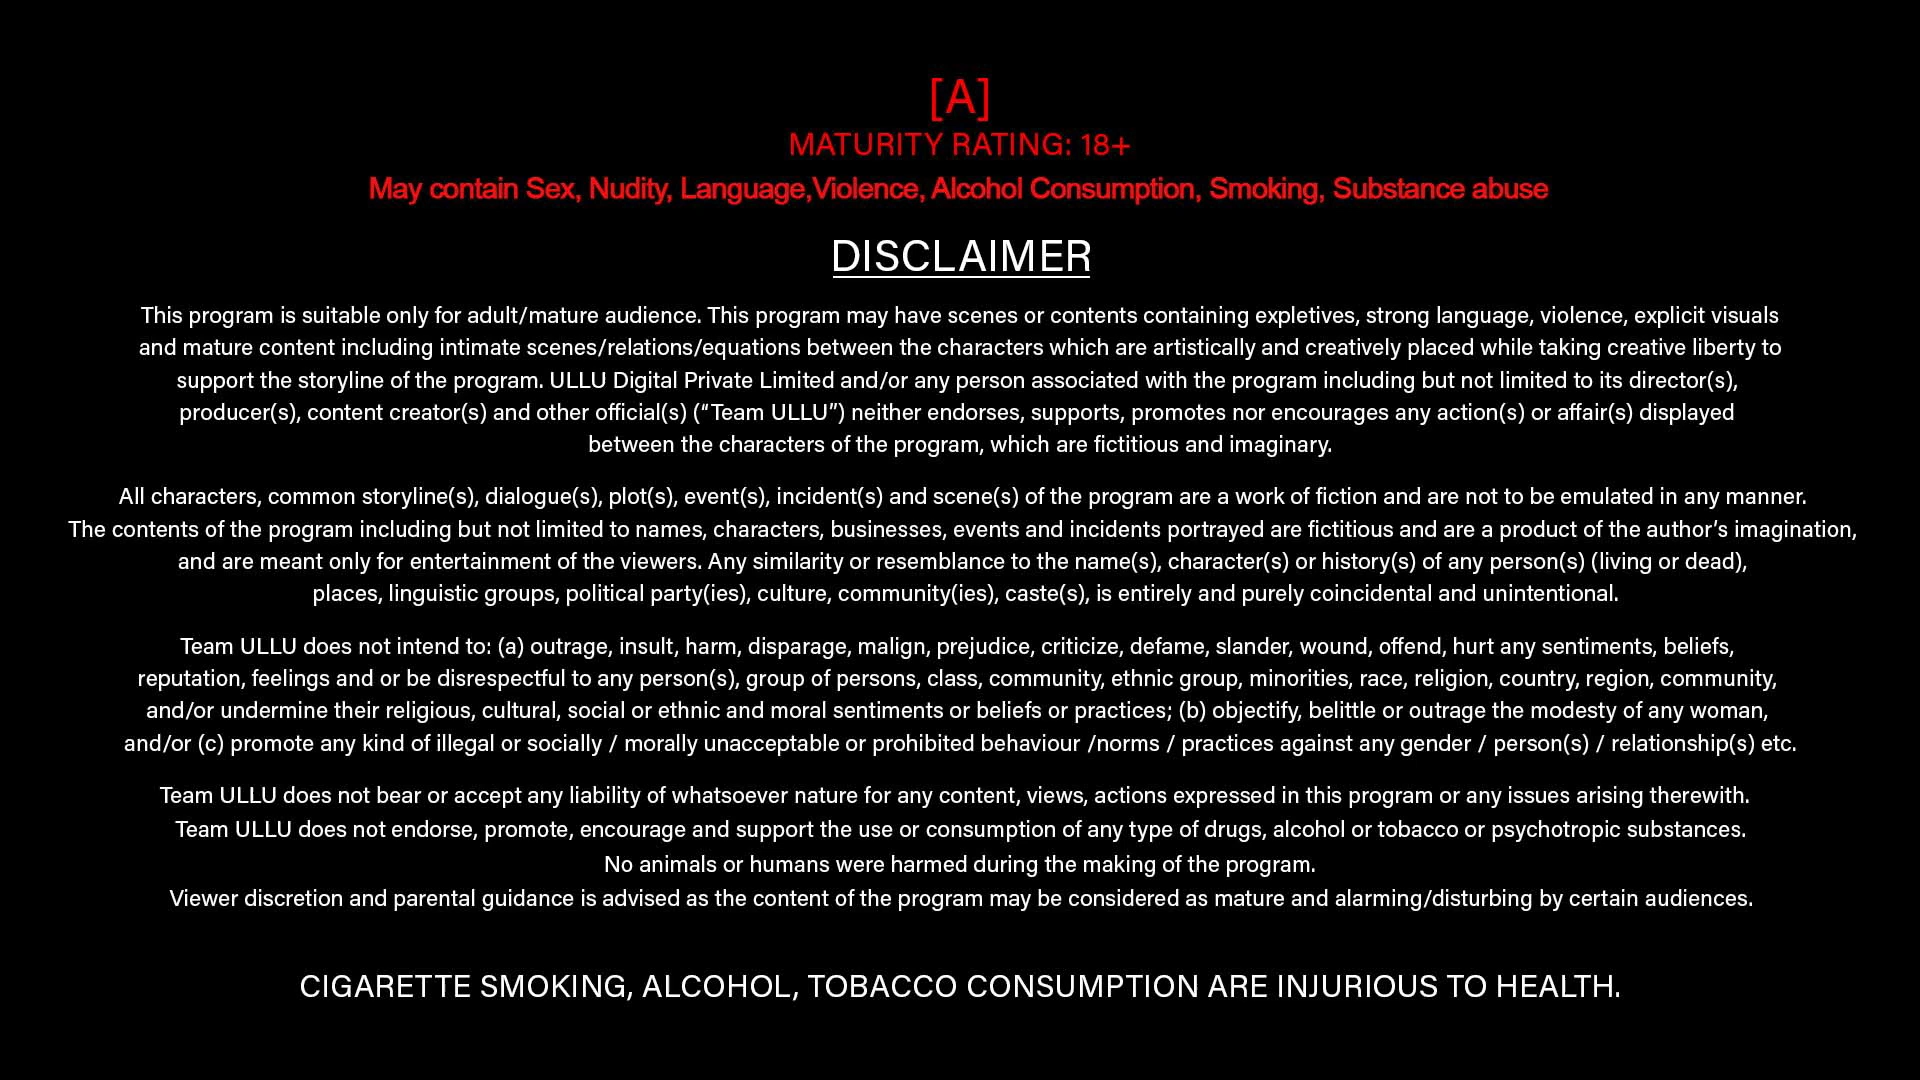 [A]
MATURITY RATING: 18+
May contain Sex, Nudity, Language,Violence, Alcohol Consumption, Smoking, Substance abuse
DISCLAIMER
This program is suitable only for adult/mature audience. This program may have scenes or contents containing expletives, strong language, violence, explicit visuals
and mature content including intimate scenes/relations/equations between the characters which are artistically and creatively placed while taking creative liberty to
support the storyline of the program. ULLU Digital Private Limited and/or any person associated with the program including but not limited to its director(s),
producer(s), content creator(s) and other official(s) (“Team ULLU”) neither endorses, supports, promotes nor encourages any action(s) or affair(s) displayed
between the characters of the program, which are fictitious and imaginary.
All characters, common storyline(s), dialogue(s), plot(s), event(s), incident(s) and scene(s) of the program are a work of fiction and are not to be emulated in any manner.
The contents of the program including but not limited to names, characters, businesses, events and incidents portrayed are fictitious and are a product of the author’s imagination,
and are meant only for entertainment of the viewers. Any similarity or resemblance to the name(s), character(s) or history(s) of any person(s) (living or dead),
places, linguistic groups, political party(ies), culture, community(ies), caste(s), is entirely and purely coincidental and unintentional.
Team ULLU does not intend to: (a) outrage, insult, harm, disparage, malign, prejudice, criticize, defame, slander, wound, offend, hurt any sentiments, beliefs,
reputation, feelings and or be disrespectful to any person(s), group of persons, class, community, ethnic group, minorities, race, religion, country, region, community,
and/or undermine their religious, cultural, social or ethnic and moral sentiments or beliefs or practices; (b) objectify, belittle or outrage the modesty of any woman,
and/or (c) promote any kind of illegal or socially / morally unacceptable or prohibited behaviour /norms / practices against any gender / person(s) / relationship(s) etc.
Team ULLU does not bear or accept any liability of whatsoever nature for any content, views, actions expressed in this program or any issues arising therewith.
Team ULLU does not endorse, promote, encourage and support the use or consumption of any type of drugs, alcohol or tobacco or psychotropic substances.
No animals or humans were harmed during the making of the program.
Viewer discretion and parental guidance is advised as the content of the program may be considered as mature and alarming/disturbing by certain audiences.
CIGARETTE SMOKING, ALCOHOL, TOBACCO CONSUMPTION ARE INJURIOUS TO HEALTH.